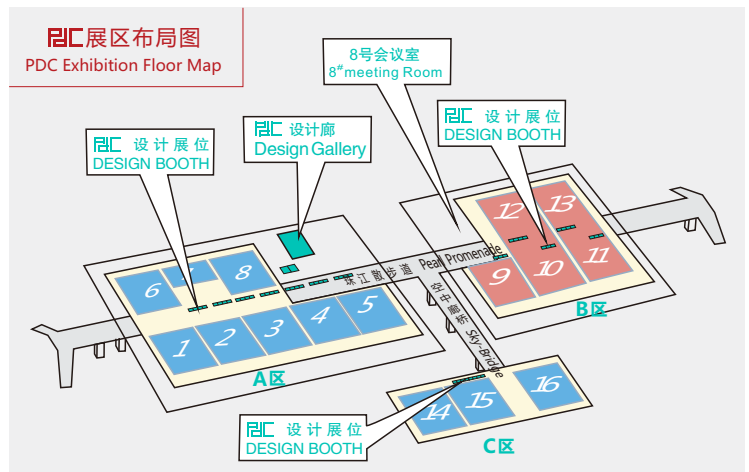 PDC展区布局图
PDC Exhibition Floor Map
8号会议室
8#meeting Room
PDC 设计展位
DESIGN BOOTH
PDC 设计廊
Design Gallery
PDC 设计展位
DESIGN BOOTH
12
13
9
10
11
B区
珠江散步道 Pearl Promenade
空中廊桥 Sky-Bridge
6
7
8
1
2
3
4
5
A区
14
15
16
C区
PDC 设计展位
DESIGN BOOTH